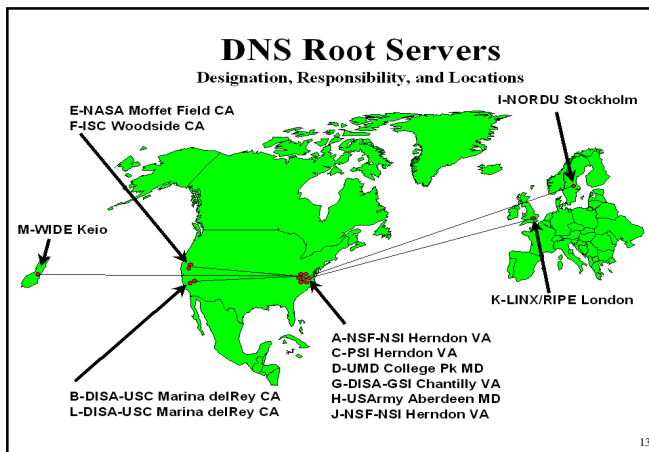 DNS Root Servers
Designation, Responsibility, and Locations
E-NASA Moffet Field CA
F-ISC Woodside CA
I-NORDU Stockholm
M-WIDE Keio
K-LINX/RIPE London
A-NSF-NSI Herndon VA
C-PSI Herndon VA
D-UMD College Pk MD
G-DISA-GSI Chantilly VA
H-USArmy Aberdeen MD
J-NSF-NSI Herndon VA
B-DISA-USC Marina delRey CA
L-DISA-USC Marina delRey CA
13